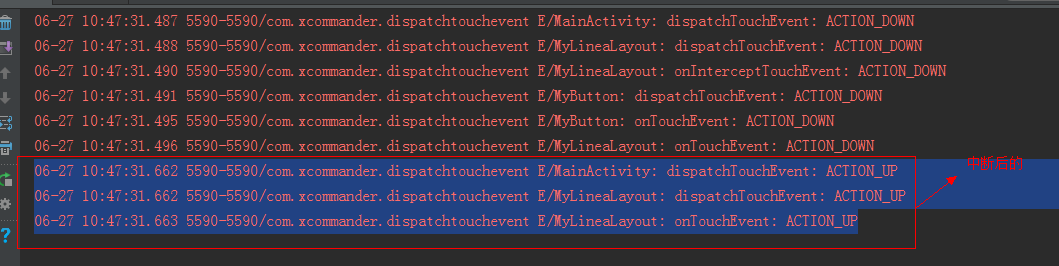 06-27 10:47:31.487 5590-5590/com.xcommander.dispatchtouchevent E/MainActivity: dispatchTouchEvent: ACTION_DOWN
06-27 10:47:31.488 5590-5590/com.xcommander.dispatchtouchevent E/MyLineaLayout: dispatchTouchEvent: ACTION_DOWN
06-27 10:47:31.490 5590-5590/com.xcommander.dispatchtouchevent E/MyLineaLayout: onInterceptTouchEvent: ACTION_DOWN
06-27 10:47:31.491 5590-5590/com.xcommander.dispatchtouchevent E/MyButton: dispatchTouchEvent: ACTION_DOWN
06-27 10:47:31.495 5590-5590/com.xcommander.dispatchtouchevent E/MyButton: onTouchEvent: ACTION_DOWN
06-27 10:47:31.496 5590-5590/com.xcommander.dispatchtouchevent E/MyLineaLayout: onTouchEvent: ACTION_DOWN
06-27 10:47:31.662 5590-5590/com.xcommander.dispatchtouchevent E/MainActivity: dispatchTouchEvent: ACTION_UP
中断后的
06-27 10:47:31.662 5590-5590/com.xcommander.dispatchtouchevent E/MyLineaLayout: dispatchTouchEvent: ACTION_UP
06-27 10:47:31.663 5590-5590/com.xcommander.dispatchtouchevent E/MyLineaLayout: onTouchEvent: ACTION_UP